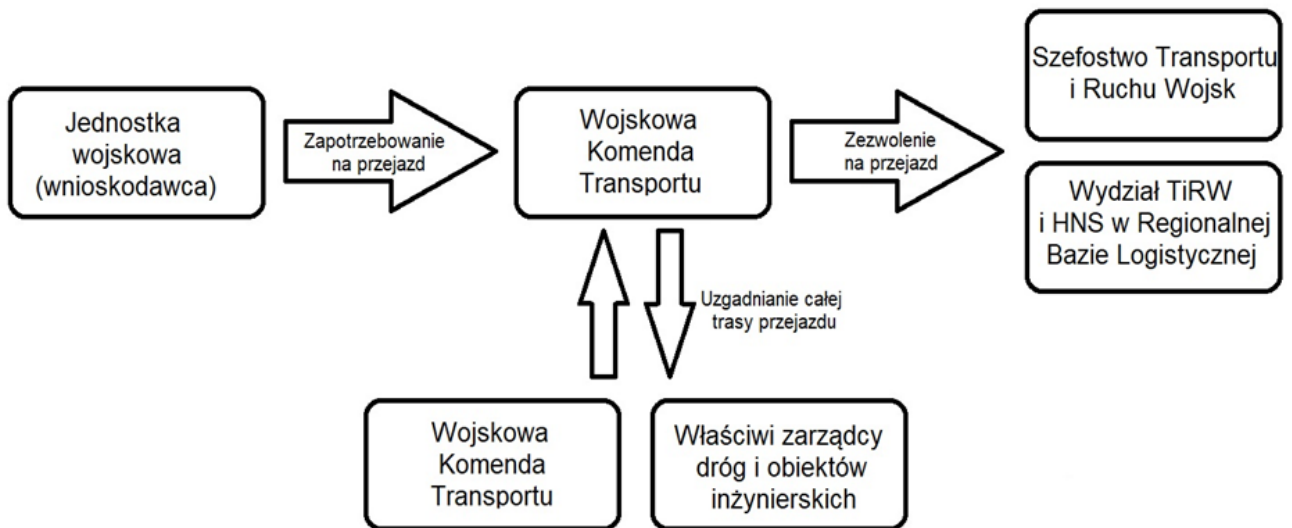 Jednostka
wojskowa
(wnioskodawca)
Zapotrzebowanie
na przejazd
Wojskowa
Komenda
Transportu
Zezwolenie
na przejazd
Szefostwo Transportu
i Ruchu Wojsk
Wydział TiRW
i HNS w Regionalnej
Bazie Logistycznej
Uzgadnianie całej
trasy przejazdu
Wojskowa
Komenda
Transportu
Właściwi zarządcy
dróg i obiektów
inżynierskich